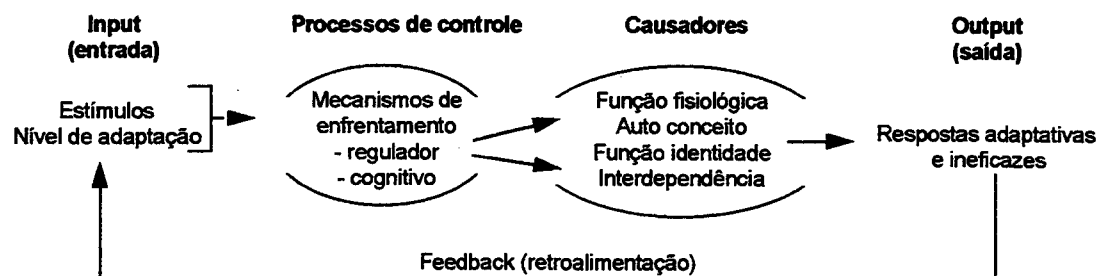 Input
(entrada)
Processos de controle
Causadores
Output
(saída)
Estímulos
Nível de adaptação
Mecanismos de
enfrentamento
- regulador
- cognitivo
Função fisiológica
Auto conceito
Função identidade
Interdependência
Respostas adaptativas
e ineficazes
Feedback (retroalimentação)